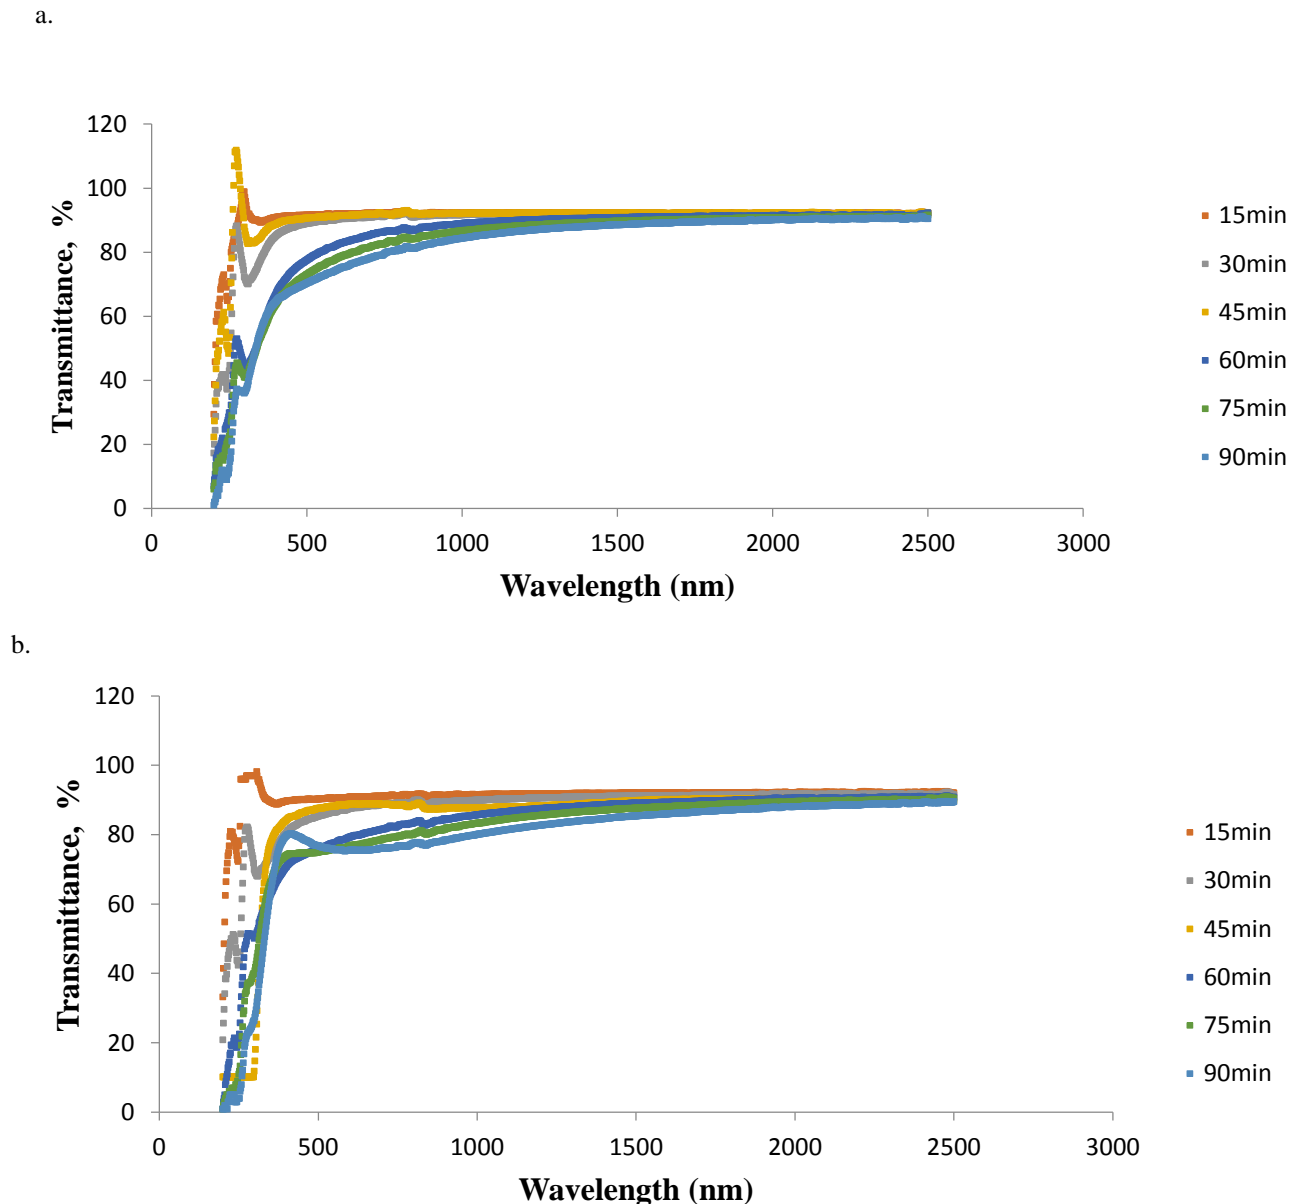 a.
120
100
80
60
40
20
0
Transmittance, %
0 500 1000 1500 2000 2500 3000
Wavelength (nm)
15min
30min
45min
60min
75min
90min
b.
120
100
80
60
40
20
0
Transmittance, %
0 500 1000 1500 2000 2500 3000
Wavelength (nm)
15min
30min
45min
60min
75min
90min